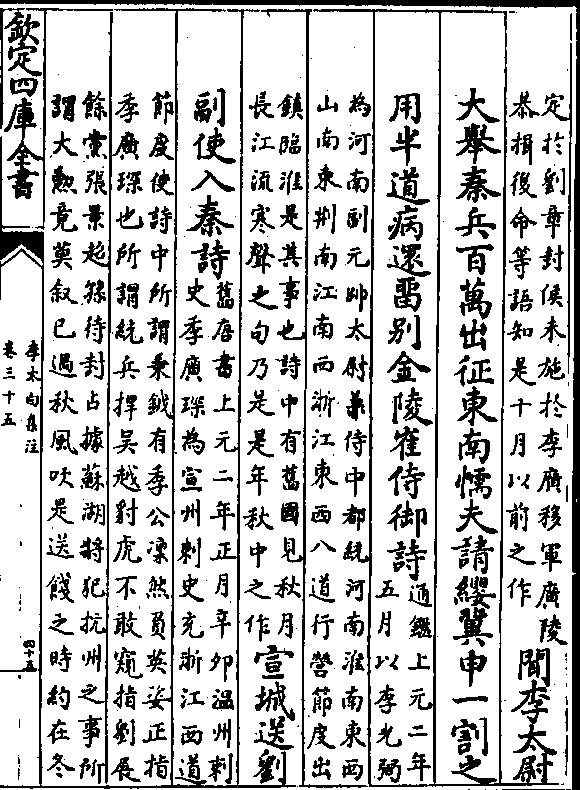 定於劉章封侯未施於李廣移軍廣陵
恭揖後命等語知是十月以前之作
聞李太尉
大舉秦兵百萬出征東南懦夫請纓冀申一割之
用半道病還留别金陵崔侍御詩
通鑑上元二年
五月以李光弼
為河南副元帥太尉兼侍中都統河南淮南東西
山南東荆南江南西浙江東西八道行營節度出
鎮臨淮是其事也詩中有舊國見秋月
長江流寒聲之句乃是是年秋中之作
宣城送劉
副使入秦詩
舊唐書上元二年正月辛卯温州刺
史季廣琛為宣州刺史充浙江西道
節度使詩中所謂秉鉞有季公凜然負英姿正指
季廣琛也所謂統兵捍吳越豺虎不敢窺指劉展
餘黨張景超孫待封占據蘇湖將犯杭州之事所
謂大勲竟莫叙已過秋風吹是送餞之時約在冬
欽定四庫全書
李太白集注
卷三十五
四十五